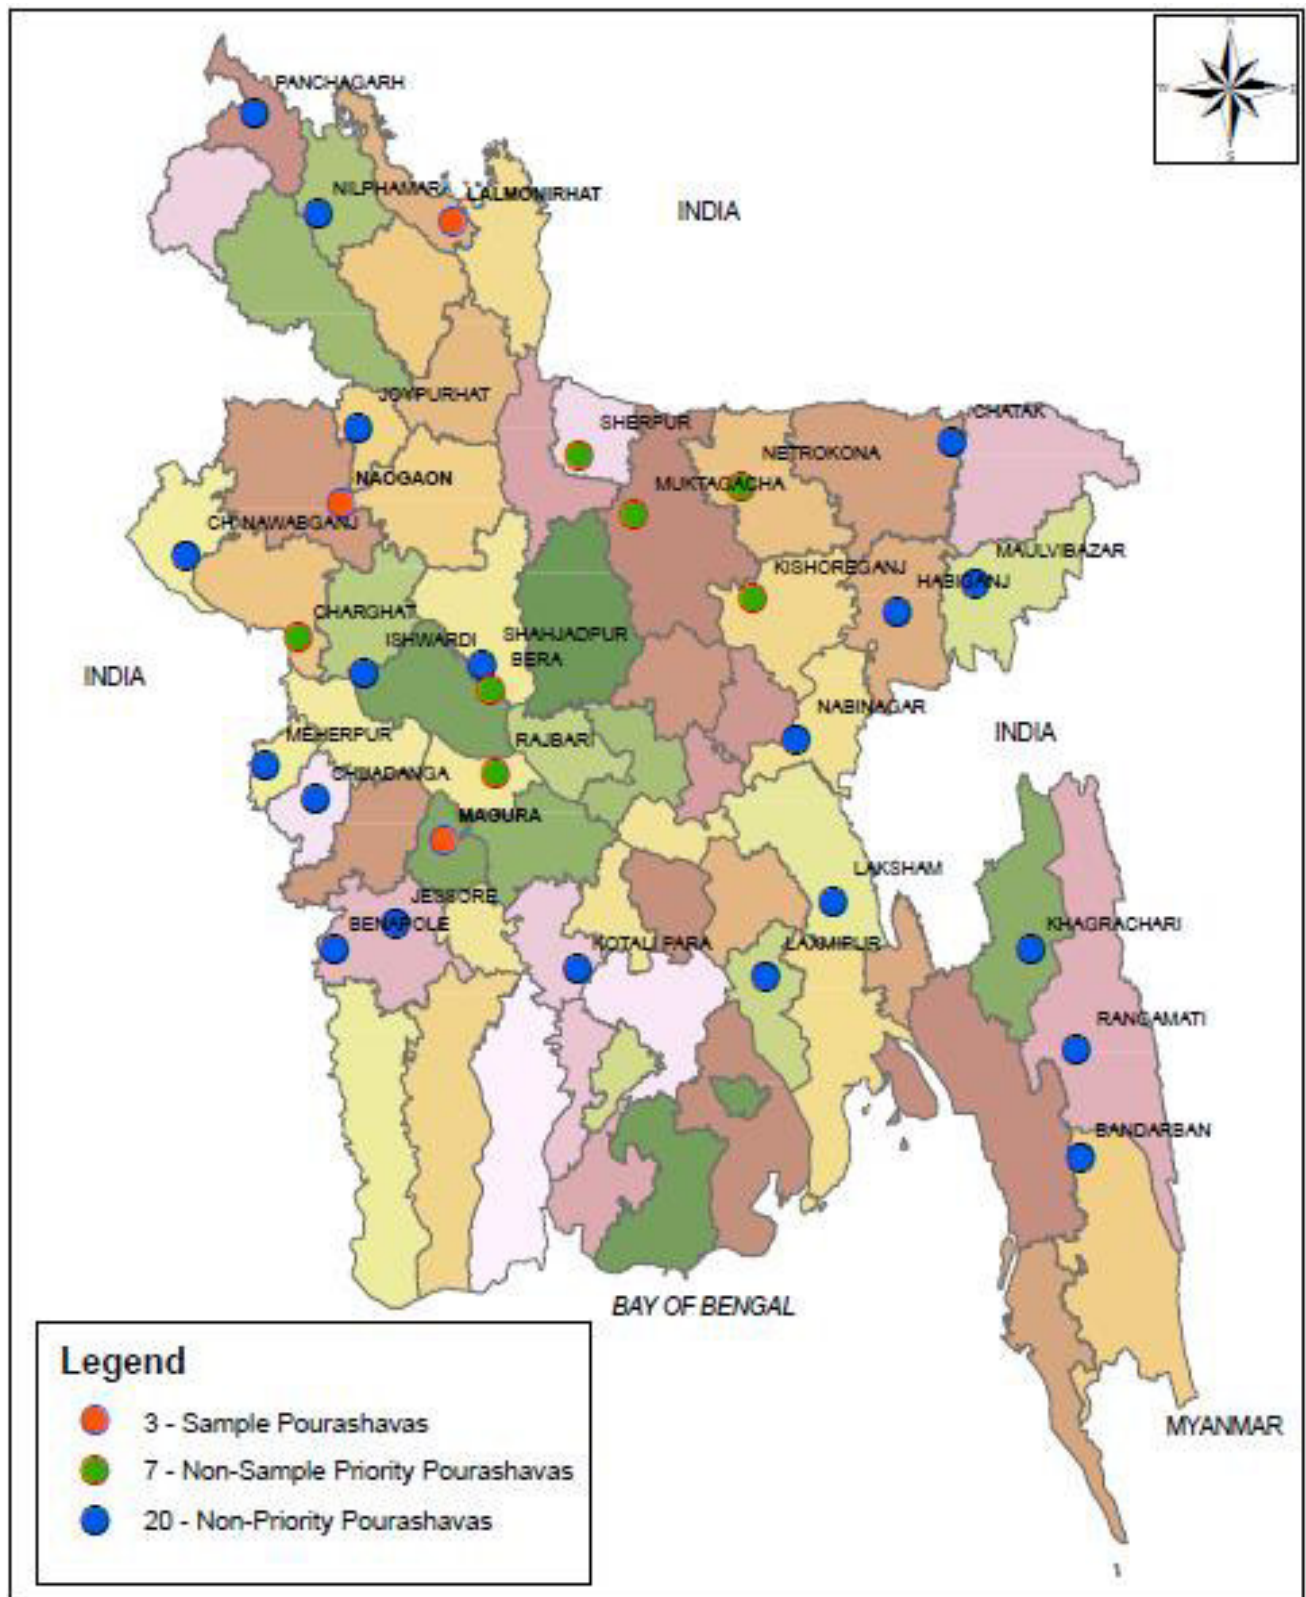 N
W
E
S
PANCHAGARH
NILPHAMARI
LALMONIRHAT
INDIA
JOYPURHAT
SHERPUR
CHATAK
NETROKONA
NAOGAON
MUKTAGACHA
CH. NAWABGANJ
MAULVIBAZAR
KISHOREGANJ
HABIGANJ
CHARGHAT
ISHWARDI
SHAHJADPUR
BERA
INDIA
NABINAGAR
INDIA
MEHERPUR
RAJBARI
CHUADANGA
MAGURA
LAKSHAM
JESSORE
BENAPOLE
KHAGRACHARI
KOTALI PARA
LAXMIPUR
RANGAMATI
BANDARBAN
BAY OF BENGAL
MYANMAR
Legend
3 - Sample Pourashavas
7 - Non-Sample Priority Pourashavas
20 - Non-Priority Pourashavas
1